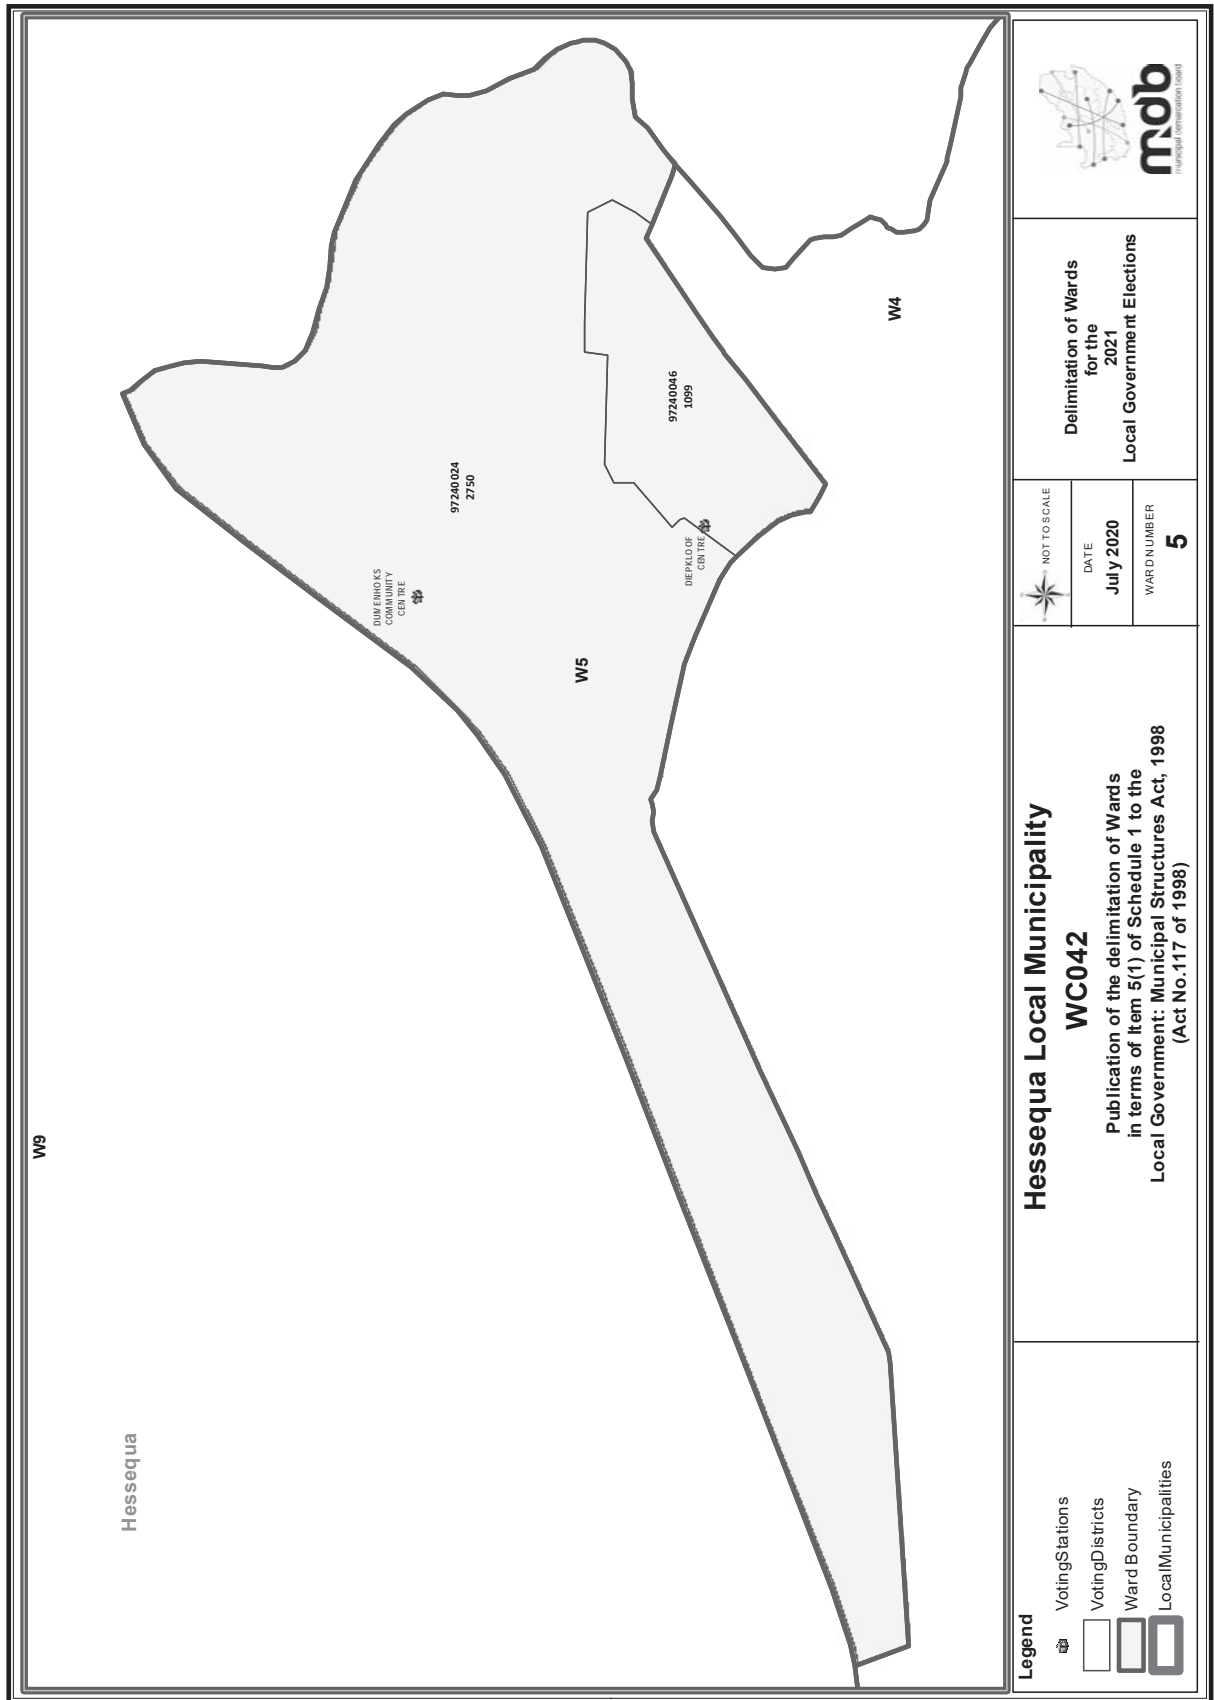 W9
Hessequa
97240024
2750
DUIVENHOKS
COMMUNITY
CENTRE
W5
97240046
1099
DIEPKLOOF
CENTRE
W4
Legend
VotingStations
VotingDistricts
Ward Boundary
LocalMunicipalities
Hessequa Local Municipality
WC042
Publication of the delimitation of Wards
in terms of Item 5(1) of Schedule 1 to the
Local Government: Municipal Structures Act, 1998
(Act No.117 of 1998)
NOT TO SCALE
DATE
July 2020
WARD NUMBER
5
Delimitation of Wards
for the
2021
Local Government Elections
mdb
municipal demarcation board